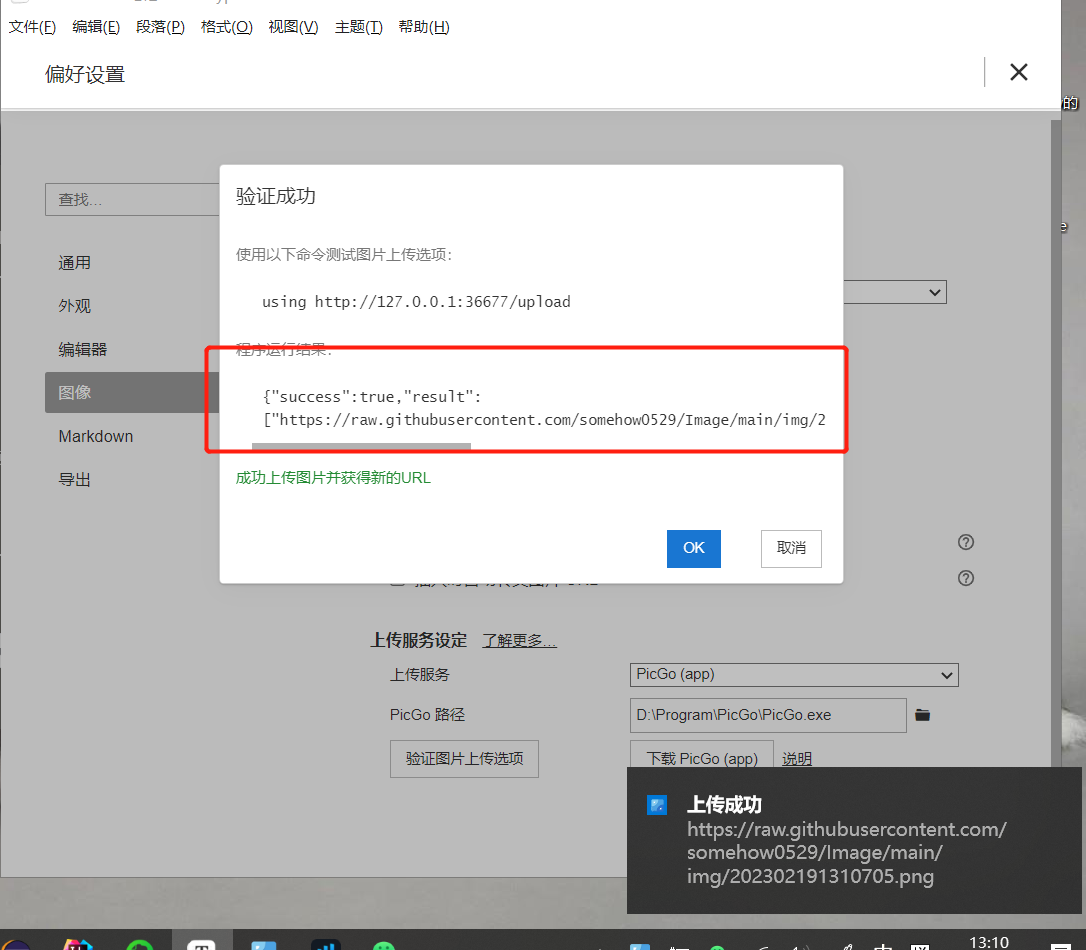 文件(F) 编辑(E) 段落(P) 格式(O) 视图(V) 主题(T) 帮助(H)
偏好设置
的
查找...
验证成功
使用以下命令测试图片上传选项:
e
通用
using http://127.0.0.1:36677/upload
外观
编辑器
程序运行结果:
图像
{"success":true,"result":
["https://raw.githubusercontent.com/somehow0529/Image/main/img/2
Markdown
导出
成功上传图片并获得新的URL
OK 取消
上传服务设定 了解更多...
上传服务 PicGo (app)
PicGo 路径 D:\Program\PicGo\PicGo.exe
验证图片上传选项 下载 PicGo (app) 说明
上传成功
https://raw.githubusercontent.com/
somehow0529/Image/main/
img/202302191310705.png
13:10